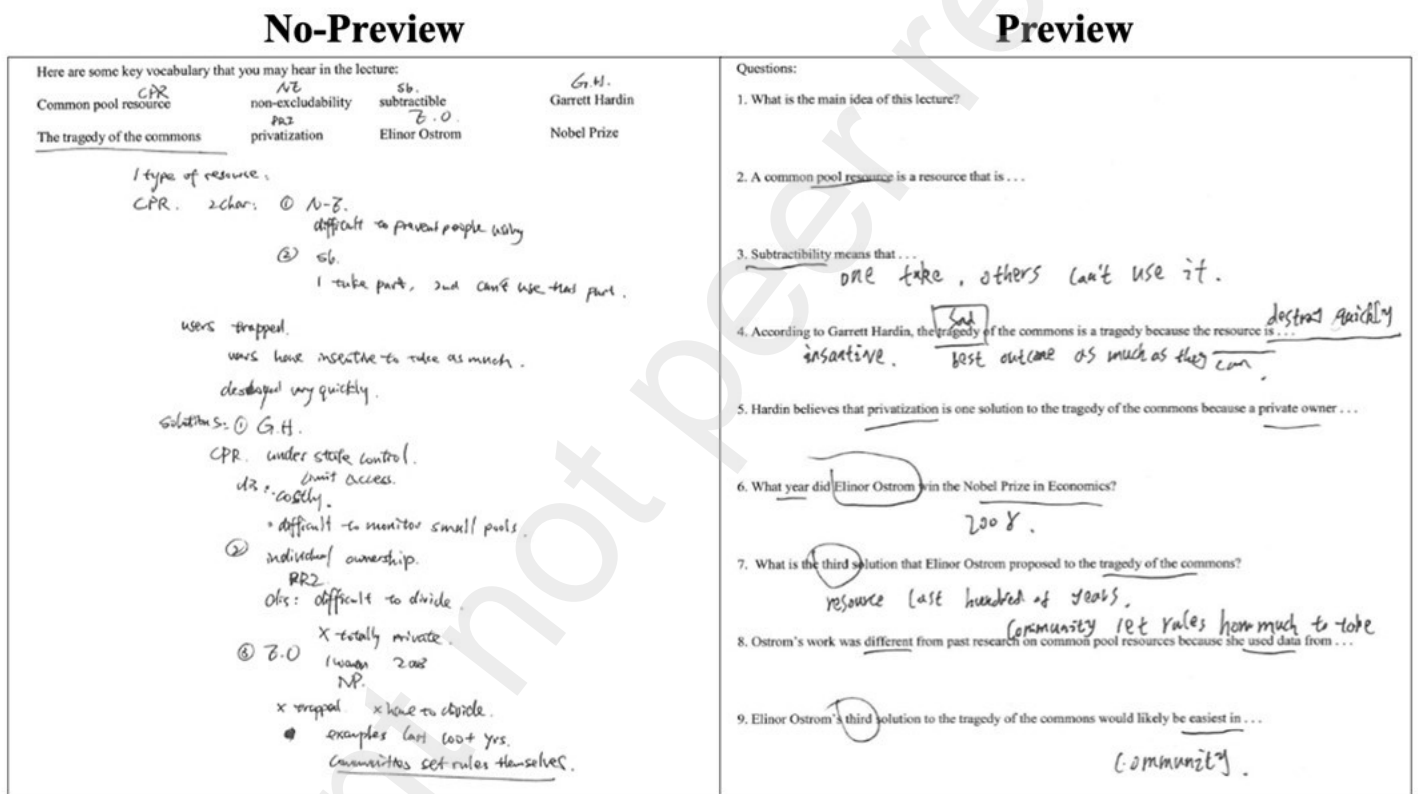 No-Preview
Here are some key vocabulary that you may hear in the lecture:
CPR NE sb. G.H.
Common pool resource non-excludability subtractible Garrett Hardin
PRZ E.O.
The tragedy of the commons privatization Elinor Ostrom Nobel Prize
1 type of resource:
CPR. 2char: ① N-E.
difficult to prevent people using
② sb.
1 take part, 2nd can't use that part.
users trapped.
users have insentive to take as much.
very quickly.
Solutions: ① G.H.
CPR. under state control.
limit access.
costly.
• difficult to monitor small pools.
② individual ownership.
PRZ
dis: difficult to divide.
X totally private.
③ E.O 1 woman
NP.
x trapped. x have to divide.
• examples last 100+ yrs.
communities set rules themselves.
Preview
Questions:
1. What is the main idea of this lecture?
2. A common pool resource is a resource that is . . .
3. Subtractibility means that . . .
one take, others can't use it.
Sad destroy quickly
4. According to Garrett Hardin, the tragedy of the commons is a tragedy because the resource is . . .
insantive. best outcome as much as they can.
5. Hardin believes that privatization is one solution to the tragedy of the commons because a private owner . . .
6. What year did Elinor Ostrom win the Nobel Prize in Economics?
2008.
7. What is the third solution that Elinor Ostrom proposed to the tragedy of the commons?
resource last hundred of years.
Community set rules how much to take
8. Ostrom's work was different from past research on common pool resources because she used data from . . .
9. Elinor Ostrom's third solution to the tragedy of the commons would likely be easiest in . . .
Community.
not peer re